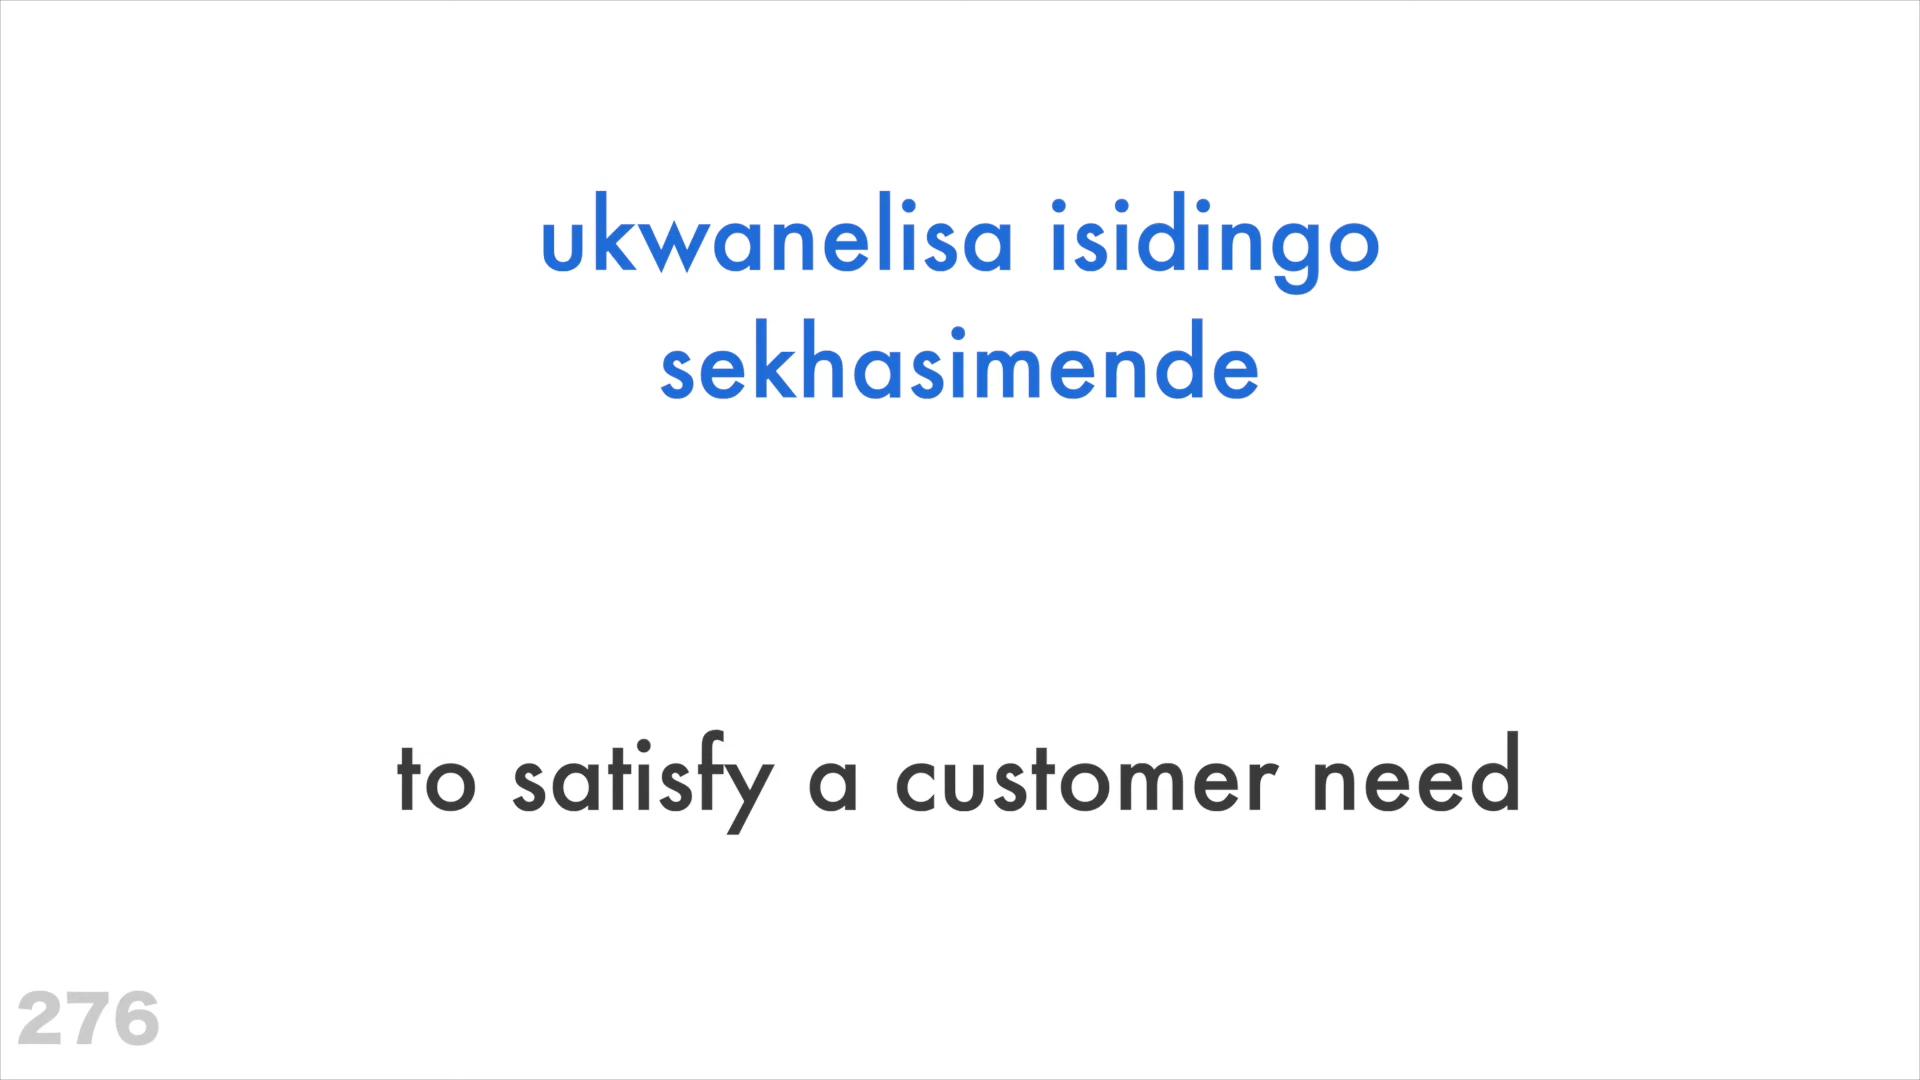 ukwanelisa isidingo
sekhasimende
to satisfy a customer need
276